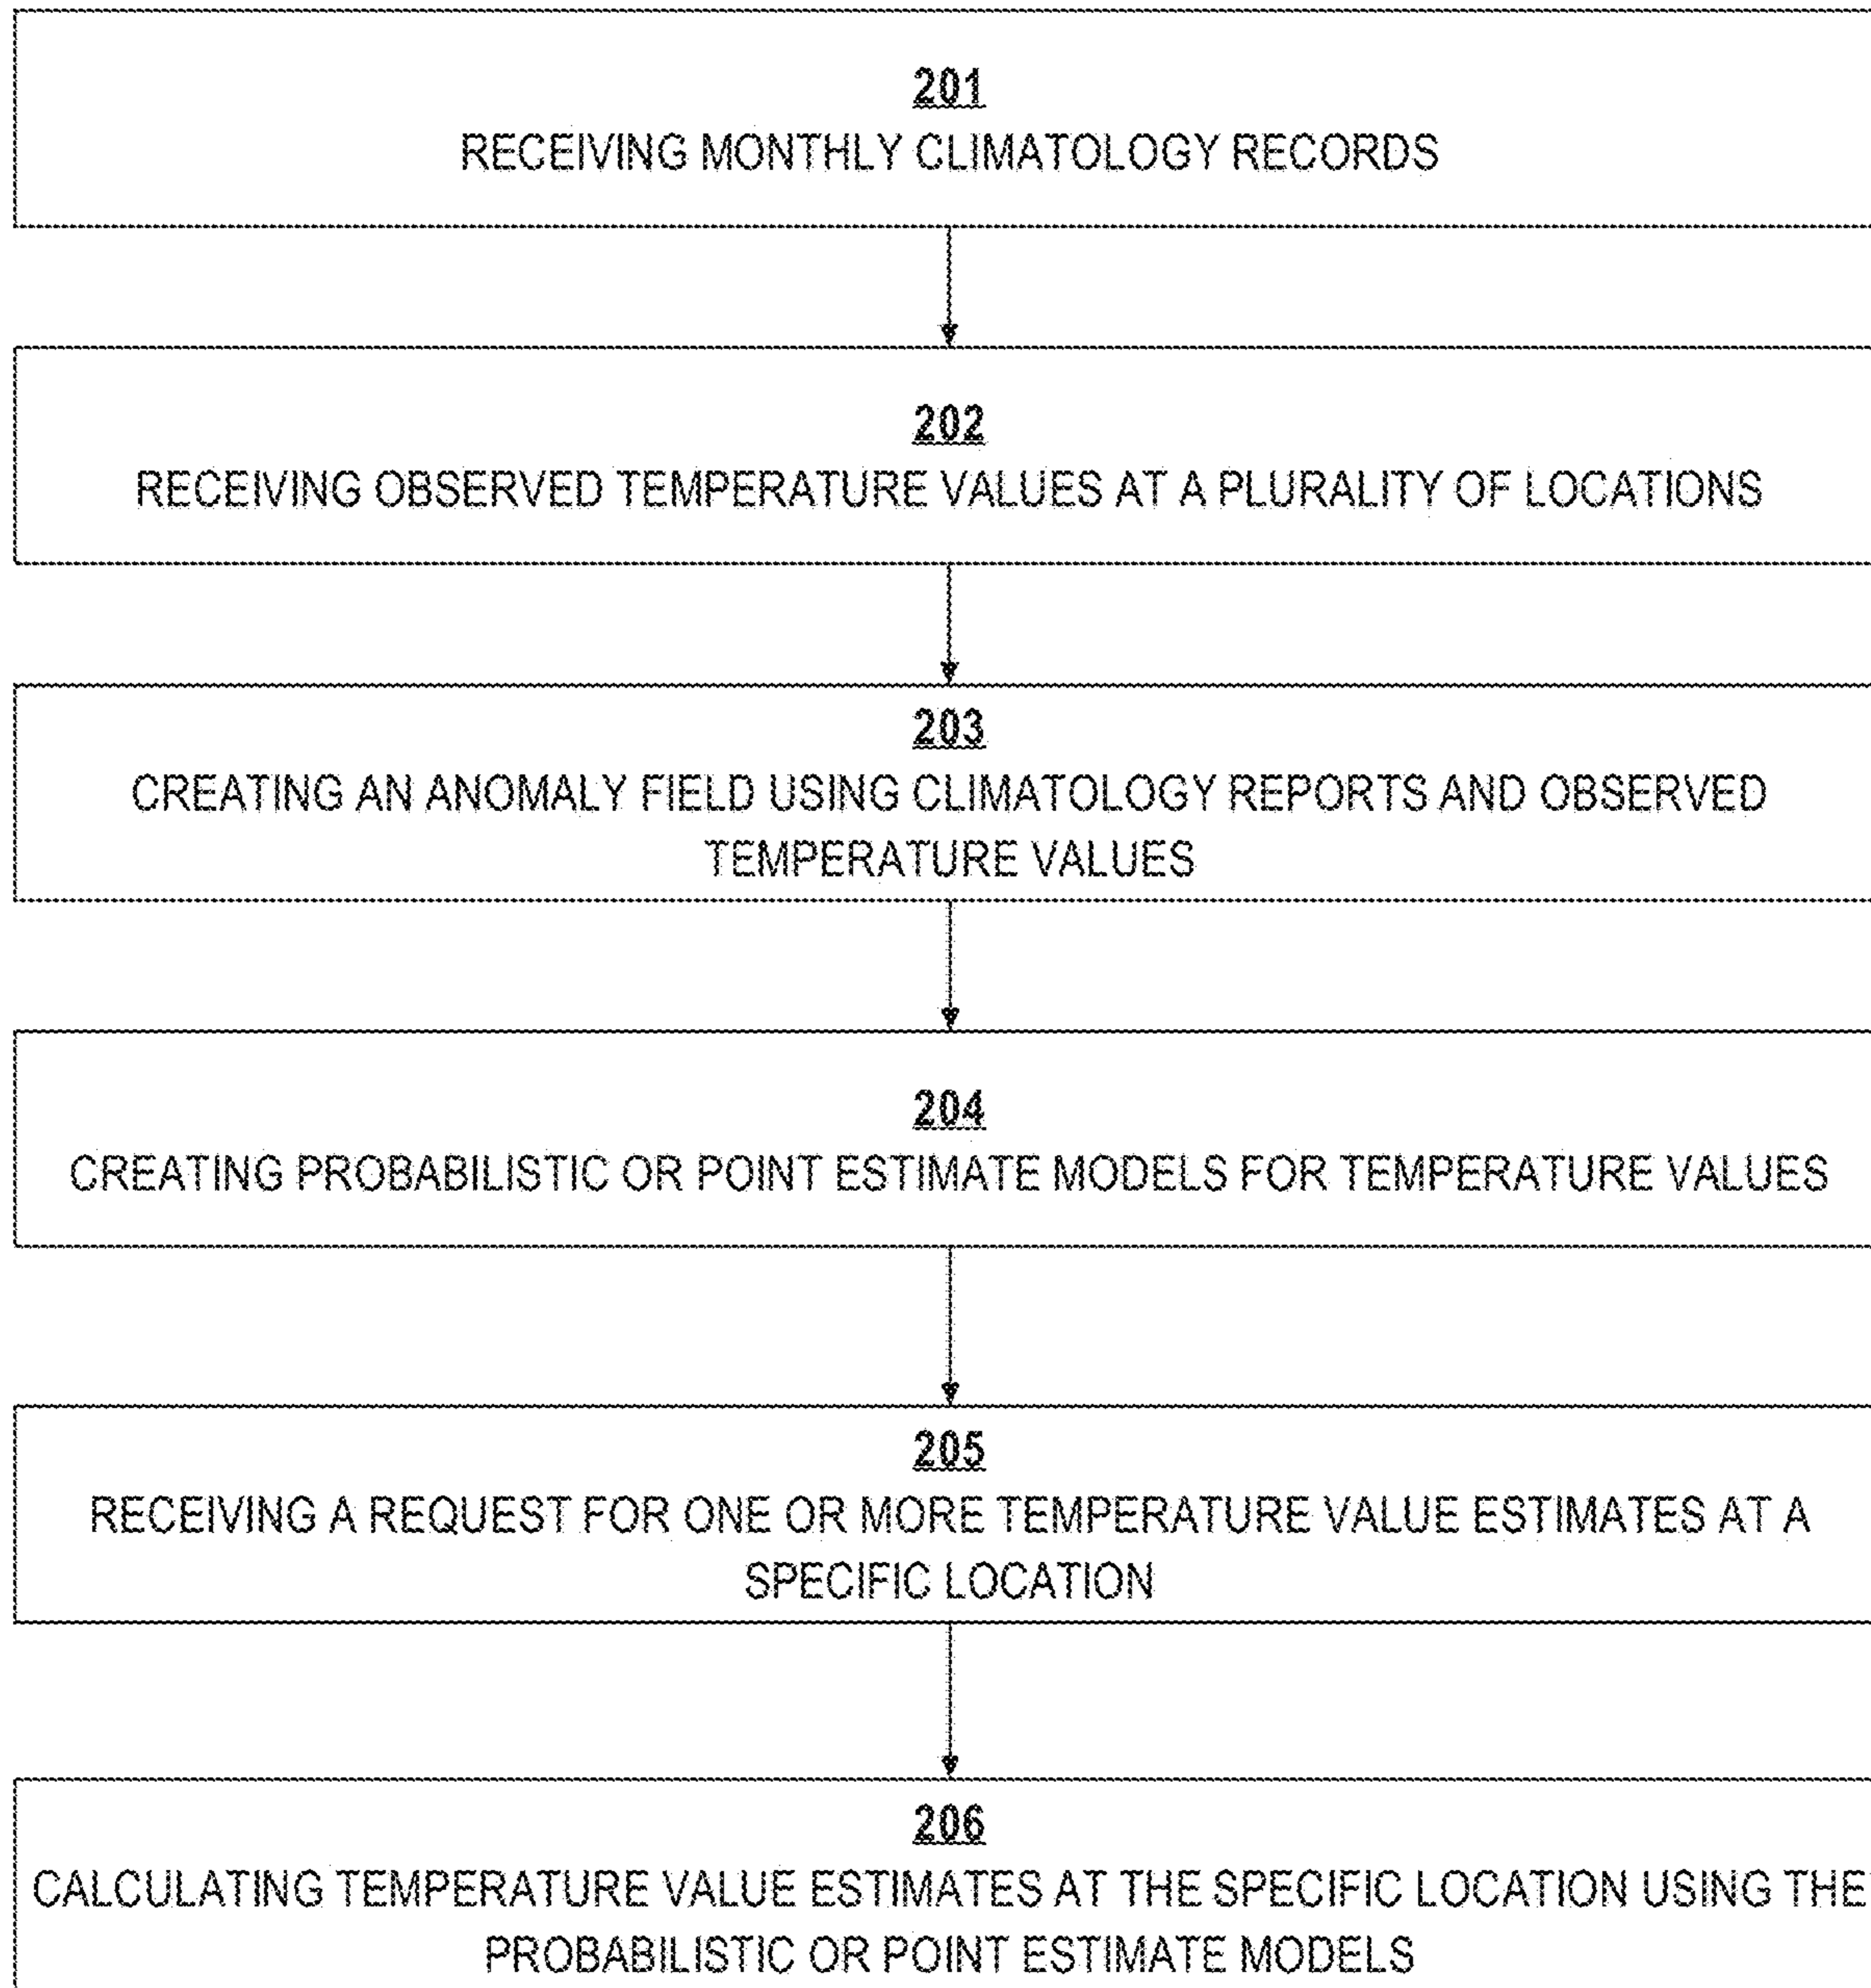 201
RECEIVING MONTHLY CLIMATOLOGY RECORDS
202
RECEIVING OBSERVED TEMPERATURE VALUES AT A PLURALITY OF LOCATIONS
203
CREATING AN ANOMALY FIELD USING CLIMATOLOGY REPORTS AND OBSERVED
TEMPERATURE VALUES
204
CREATING PROBABILISTIC OR POINT ESTIMATE MODELS FOR TEMPERATURE VALUES
205
RECEIVING A REQUEST FOR ONE OR MORE TEMPERATURE VALUE ESTIMATES AT A
SPECIFIC LOCATION
206
CALCULATING TEMPERATURE VALUE ESTIMATES AT THE SPECIFIC LOCATION USING THE
PROBABILISTIC OR POINT ESTIMATE MODELS